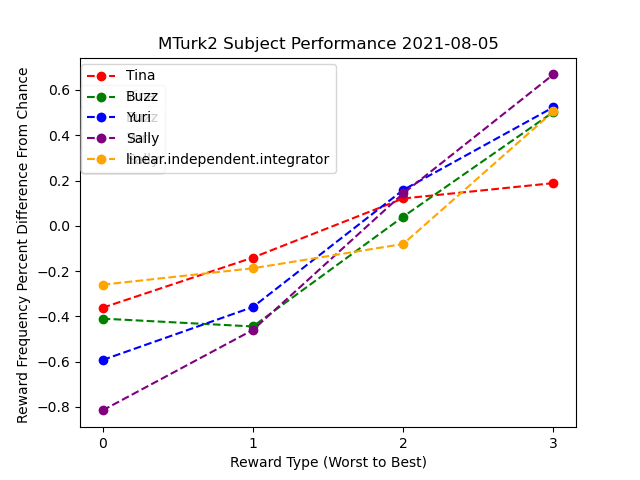 MTurk2 Subject Performance 2021-08-05
Reward Frequency Percent Difference From Chance
0.6
0.4
0.2
0.0
−0.2
−0.4
−0.6
−0.8
Tina
Buzz
Yuri
Sally
linear.independent.integrator
0 1 2 3
Reward Type (Worst to Best)